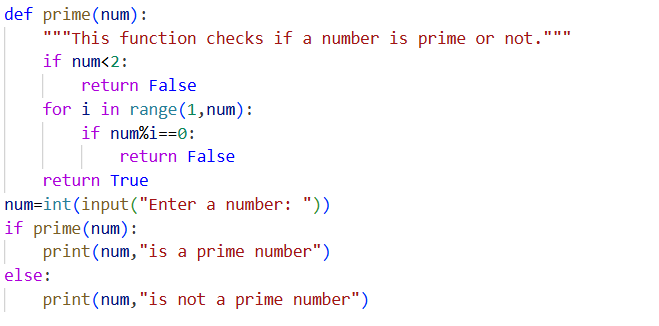 def prime(num):
    """This function checks if a number is prime or not."""
    if num<2:
        return False
    for i in range(1,num):
        if num%i==0:
            return False
    return True
num=int(input("Enter a number: "))
if prime(num):
    print(num,"is a prime number")
else:
    print(num,"is not a prime number")